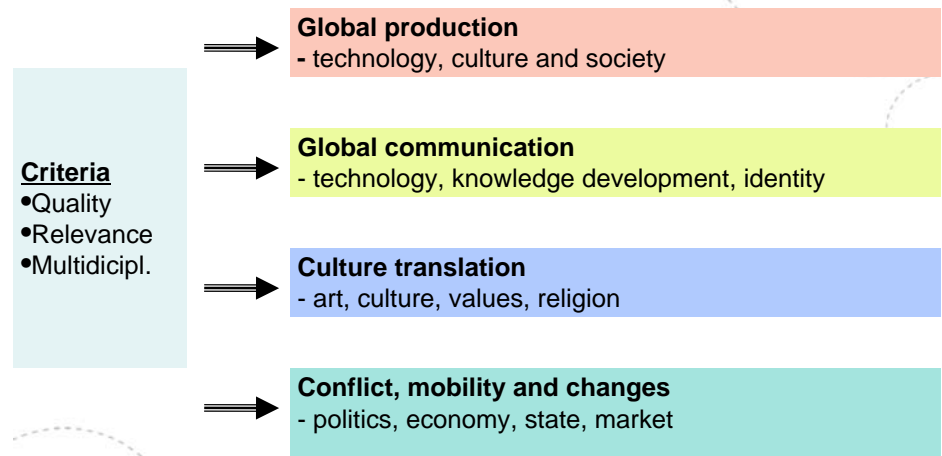 Global production
- technology, culture and society
Global communication
- technology, knowledge development, identity
Criteria
•Quality
•Relevance
•Multidicipl.
Culture translation
- art, culture, values, religion
Conflict, mobility and changes
- politics, economy, state, market